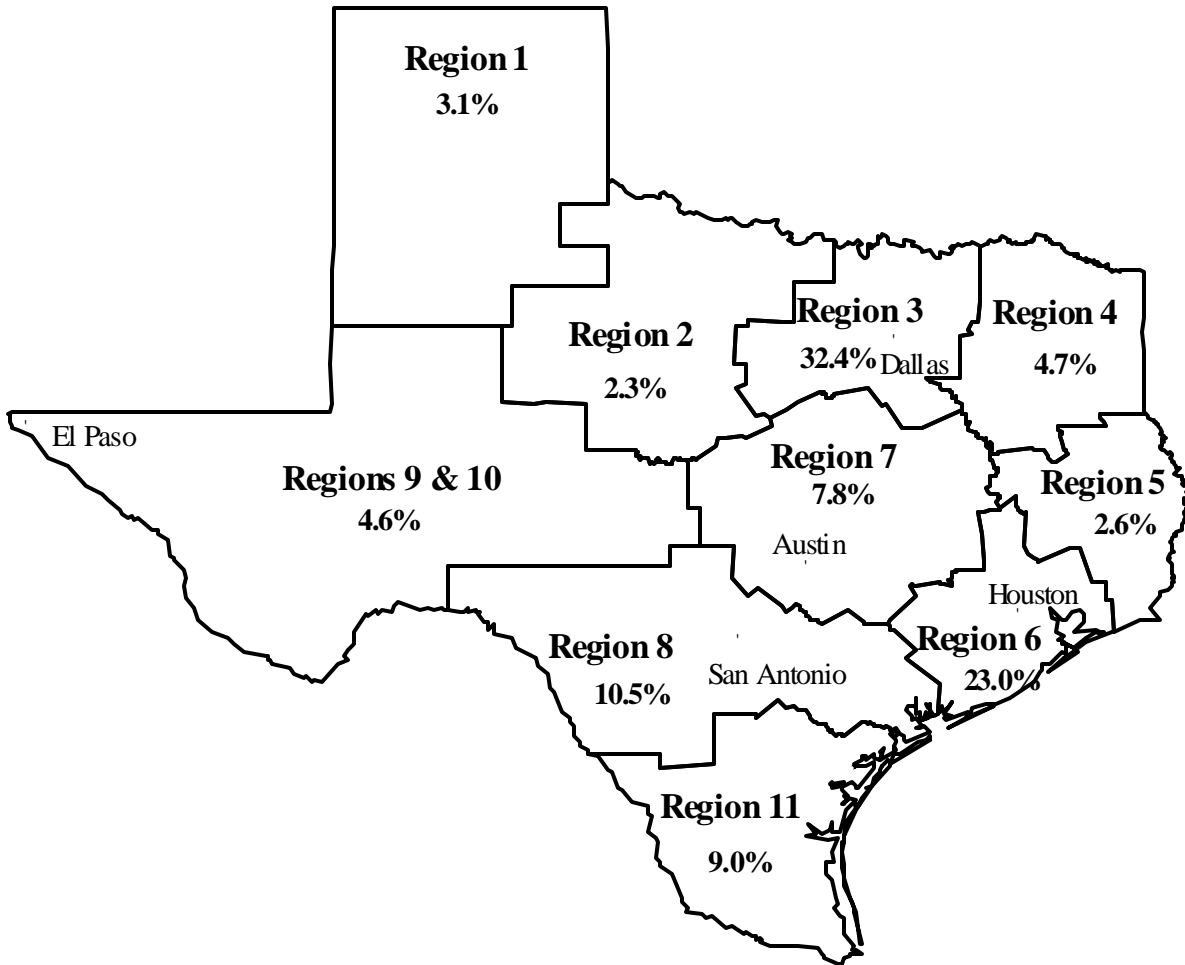 Region 1
3.1%
Region 2
2.3%
Region 3
32.4%
Dallas
Region 4
4.7%
El Paso
Regions 9 & 10
4.6%
Region 7
7.8%
Austin
Region 5
2.6%
Houston
Region 6
23.0%
Region 8
10.5%
San Antonio
Region 11
9.0%